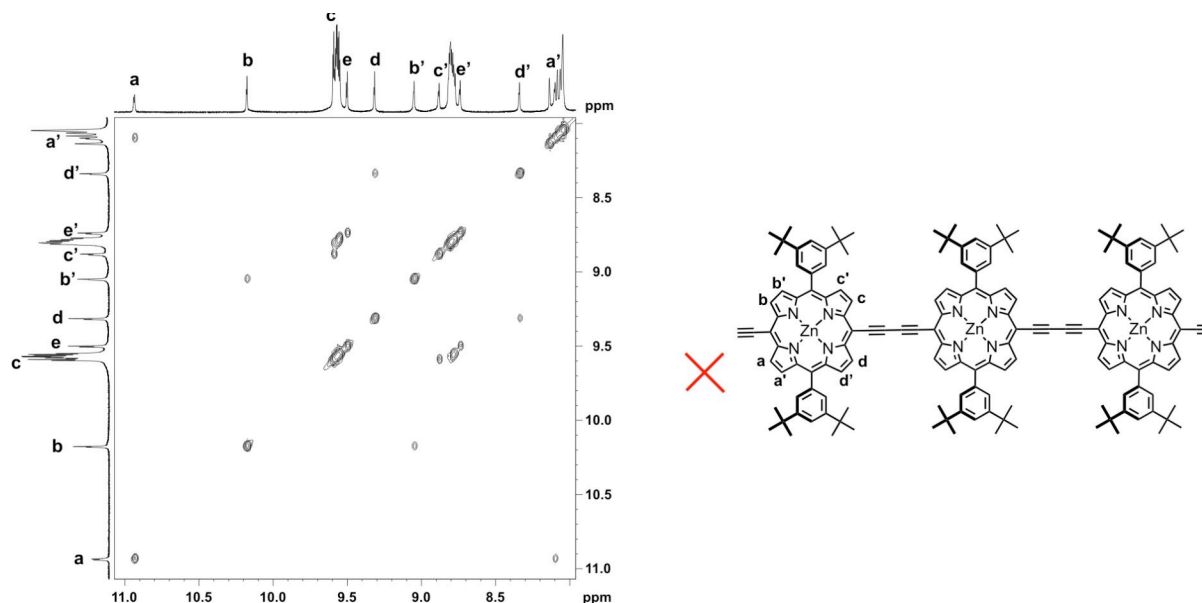 c
b
e
d
a
b'
c'
e'
d'
a'
ppm
a'
d'
8.5
e'
c'
9.0
b'
d
9.5
e
c
10.0
b
10.5
a
11.0
11.0 10.5 10.0 9.5 9.0 8.5 ppm
b' c'
b c
N N N N N N
Zn Zn Zn
N N N N N N
a d
a' d'